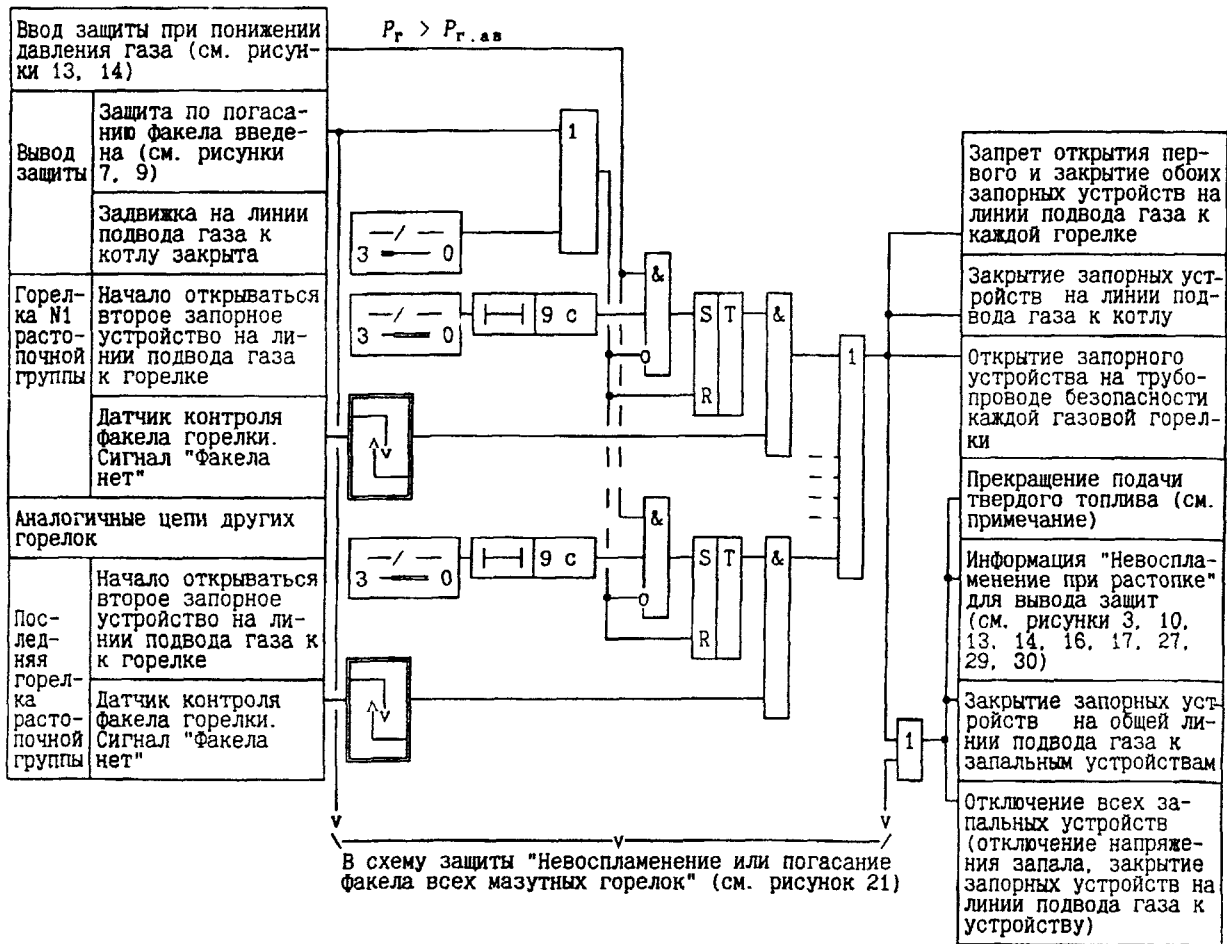 Ввод защиты при понижении
давления газа (см. рисун-
ки 13, 14)
Pг > Pг.ав
Вывод
защиты
Защита по погаса-
нию факела введе-
на (см. рисунки
7, 9)
Задвижка на линии
подвода газа к
котлу закрыта
1
З О
Горел-
ка N1
расто-
почной
группы
Начало открываться
второе запорное
устройство на ли-
нии подвода газа
к горелке
З О
9 с
&
S T
R
&
1
Датчик контроля
факела горелки.
Сигнал "Факела
нет"
Аналогичные цепи других
горелок
Пос-
лед-
няя
горел-
ка
расто-
почной
группы
Начало открываться
второе запорное
устройство на ли-
нии подвода газа к
к горелке
З О
9 с
&
S T
R
&
Датчик контроля
факела горелки.
Сигнал "Факела
нет"
1
В схему защиты "Невоспламенение или погасание
факела всех мазутных горелок" (см. рисунок 21)
Запрет открытия пер-
вого и закрытие обоих
запорных устройств на
линии подвода газа к
каждой горелке
Закрытие запорных уст-
ройств на линии под-
вода газа к котлу
Открытие запорного
устройства на трубо-
проводе безопасности
каждой газовой горел-
ки
Прекращение подачи
твердого топлива (см.
примечание)
Информация "Невоспла-
менение при растопке"
для вывода защит
(см. рисунки 3, 10,
13, 14, 16, 17, 27,
29, 30)
Закрытие запорных уст-
ройств на общей ли-
нии подвода газа к
запальным устройствам
Отключение всех за-
пальных устройств
(отключение напряже-
ния запала, закрытие
запорных устройств на
линии подвода газа к
устройству)